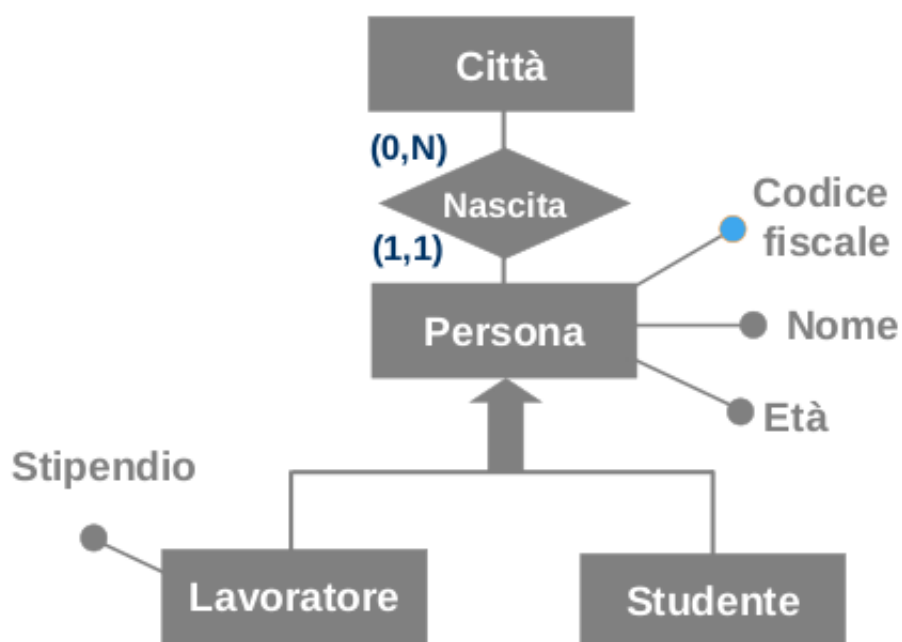 Città
(0,N)
Nascita
(1,1)
Codice
fiscale
Persona
Nome
Età
Stipendio
Lavoratore
Studente